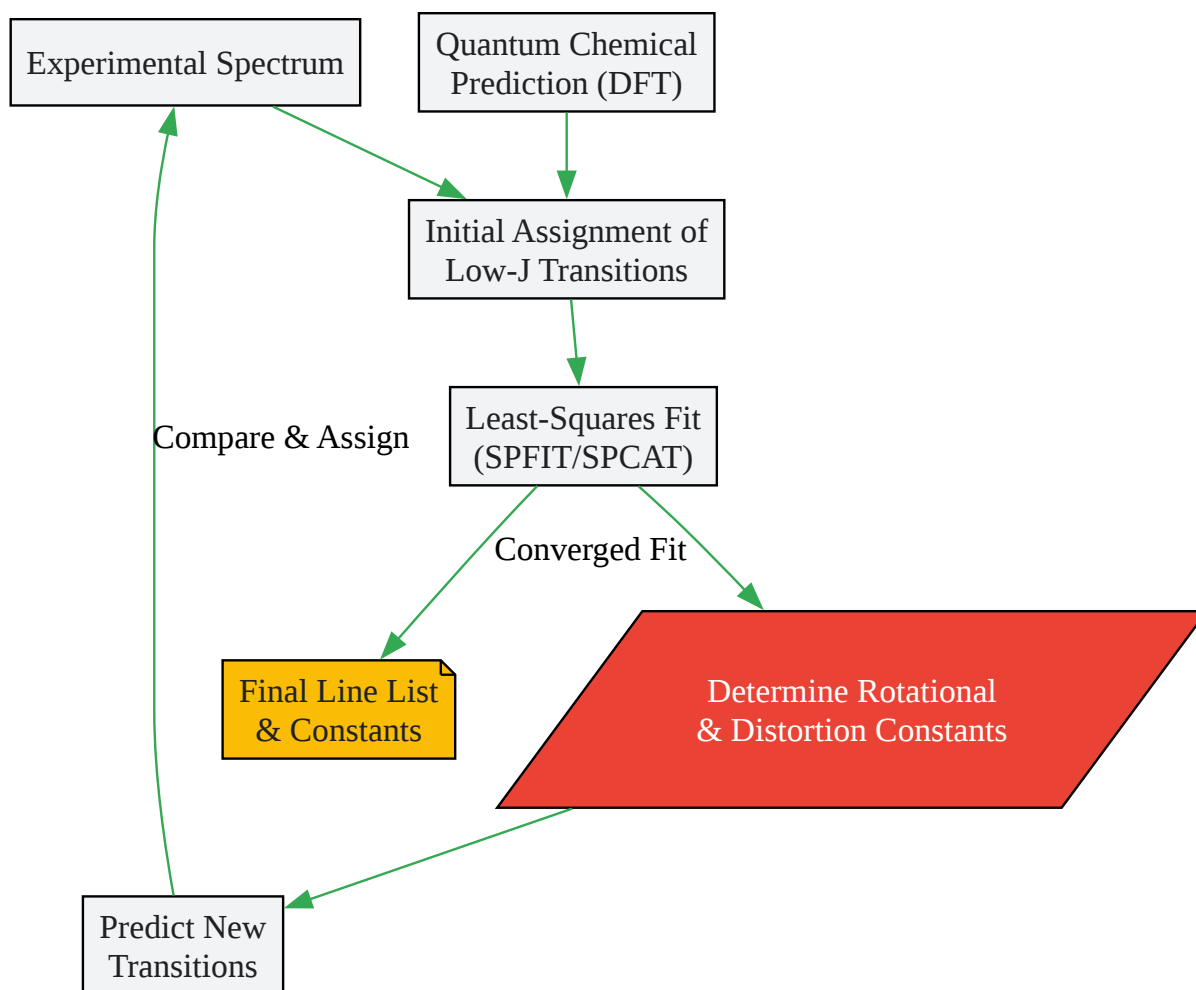 Experimental Spectrum
Quantum Chemical
Prediction (DFT)
Initial Assignment of
Low-J Transitions
Least-Squares Fit
(SPFIT/SPCAT)
Compare & Assign
Converged Fit
Final Line List
& Constants
Determine Rotational
& Distortion Constants
Predict New
Transitions